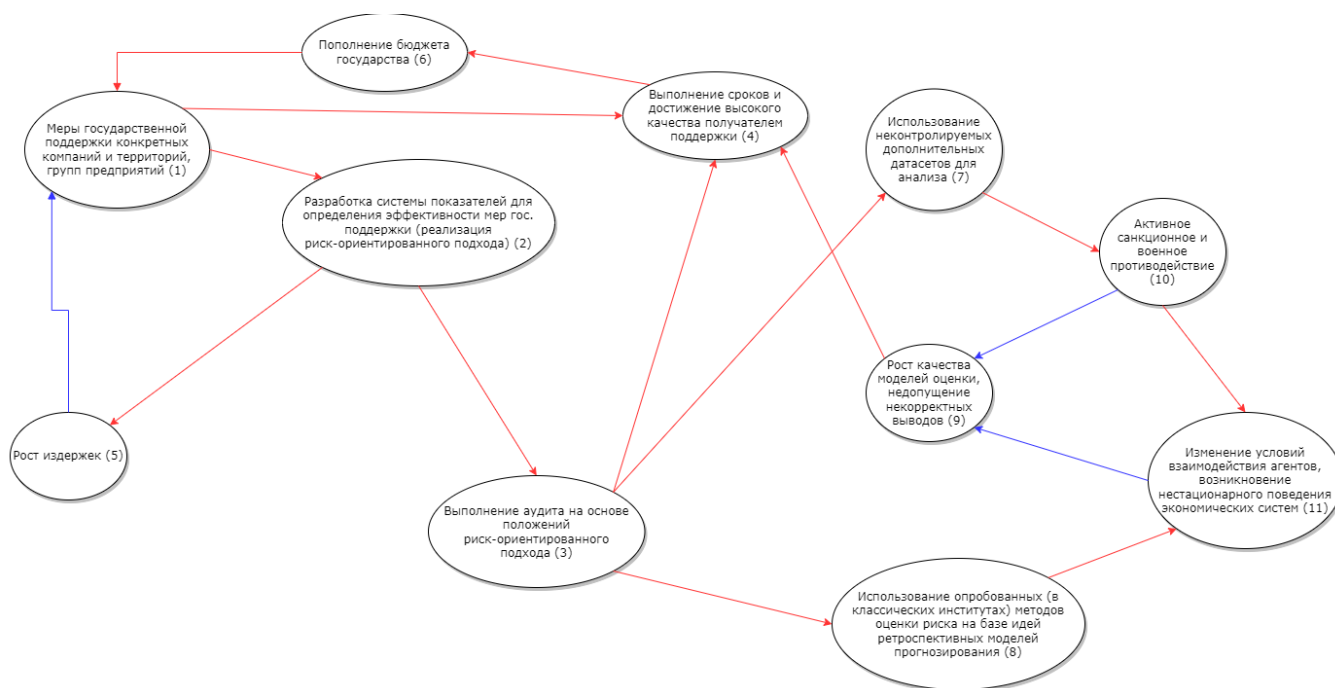 Пополнение бюджета
государства (6)
Меры государственной
поддержки конкретных
компаний и территорий,
групп предприятий (1)
Выполнение сроков и
достижение высокого
качества получателем
поддержки (4)
Использование
неконтролируемых
дополнительных
датасетов для
анализа (7)
Разработка системы показателей для
определения эффективности мер гос.
поддержки (реализация
риск-ориентированного подхода) (2)
Активное
санкционное и
военное
противодействие
(10)
Рост качества
моделей оценки,
недопущение
некорректных
выводов (9)
Рост издержек (5)
Изменение условий
взаимодействия агентов,
возникновение
нестационарного поведения
экономических систем (11)
Выполнение аудита на основе
положений
риск-ориентированного
подхода (3)
Использование опробованных (в
классических институтах) методов
оценки риска на базе идей
ретроспективных моделей
прогнозирования (8)